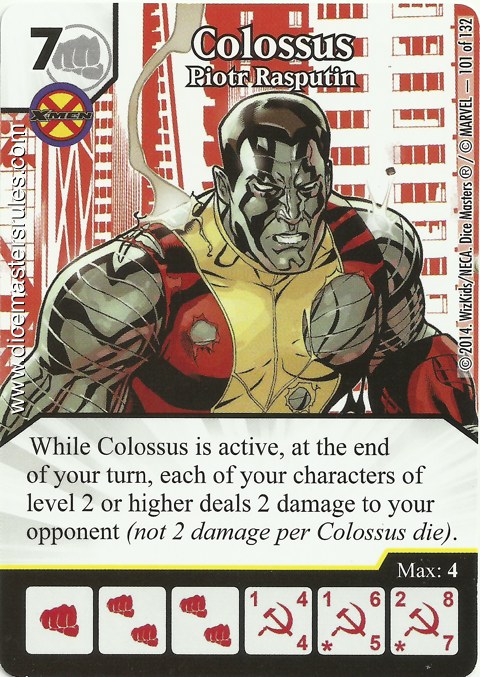 7
Colossus
Piotr Rasputin
X-MEN
www.dicemastersrules.com
© 2014. WizKids/NECA. Dice Masters ® / © MARVEL — 101 of 132
While Colossus is active, at the end
of your turn, each of your characters of
level 2 or higher deals 2 damage to your
opponent (not 2 damage per Colossus die).
Max: 4
1 4 4
1 6 * 5
2 8 * 7